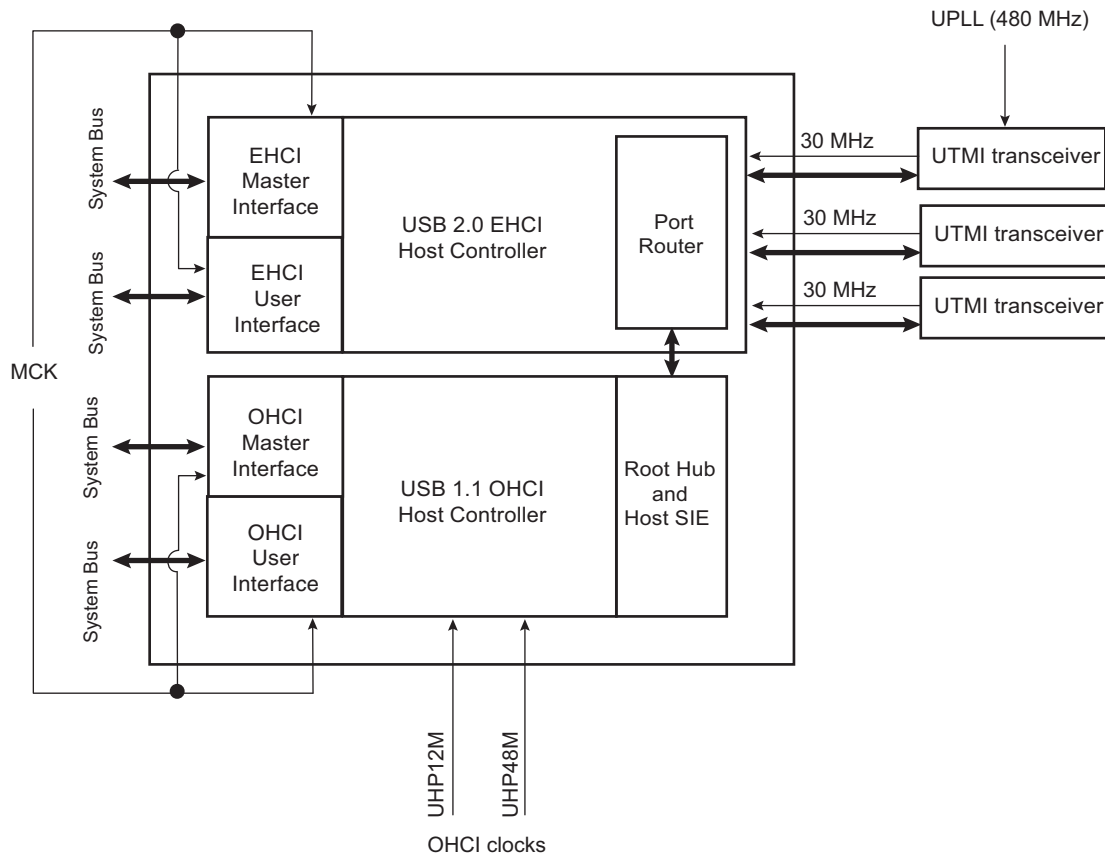 UPLL (480 MHz)
System Bus
EHCI
Master
Interface
USB 2.0 EHCI
Host Controller
Port
Router
30 MHz
UTMI transceiver
30 MHz
UTMI transceiver
System Bus
EHCI
User
Interface
30 MHz
UTMI transceiver
MCK
System Bus
OHCI
Master
Interface
USB 1.1 OHCI
Host Controller
Root Hub
and
Host SIE
System Bus
OHCI
User
Interface
UHP12M
UHP48M
OHCI clocks